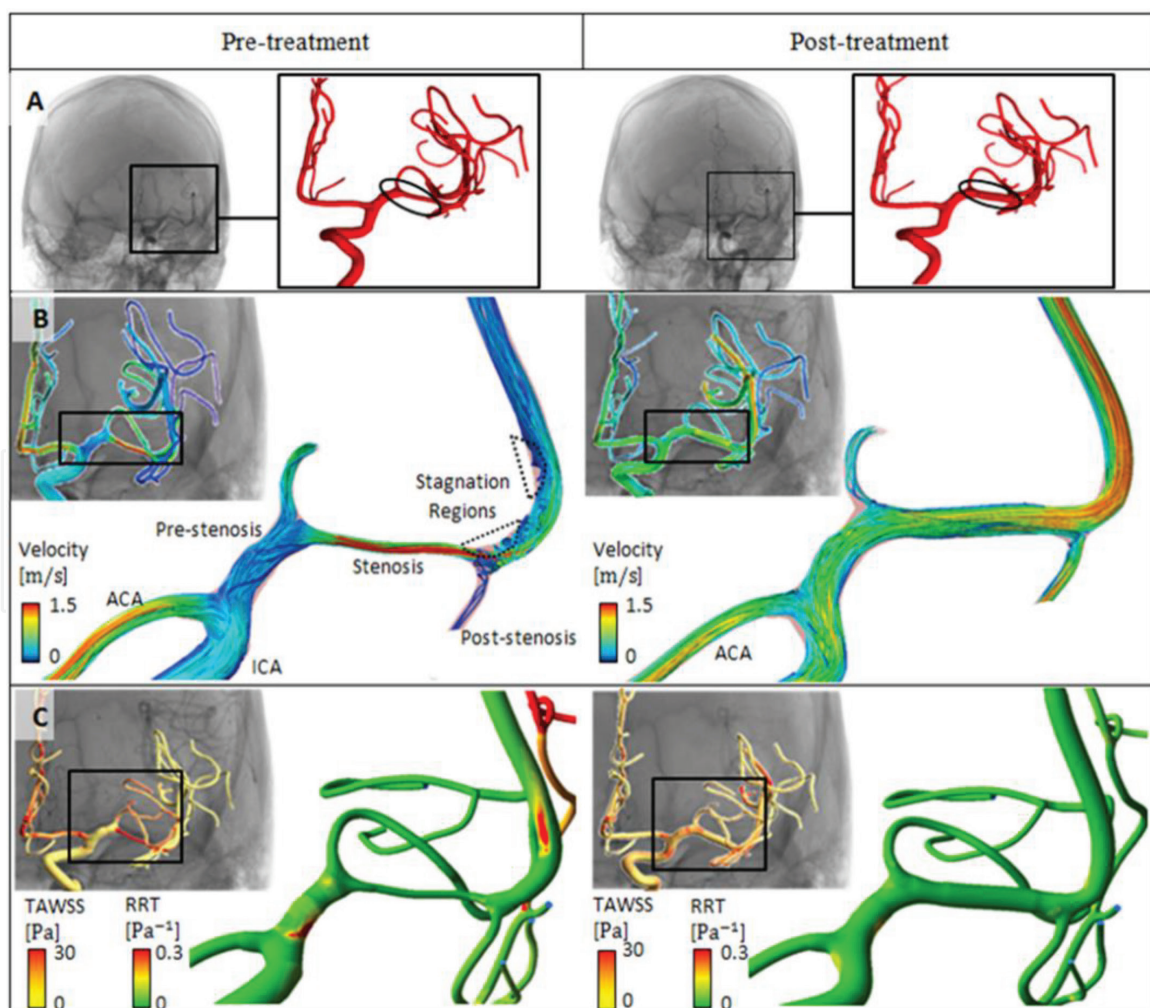 Pre-treatment
Post-treatment
A
B
Stagnation
Regions
Pre-stenosis
Stenosis
Velocity
[m/s]
1.5
0
ACA
ICA
Post-stenosis
Velocity
[m/s]
1.5
0
ACA
C
TAWSS
[Pa]
30
0
RRT
[Pa⁻¹]
0.3
0
TAWSS
[Pa]
30
0
RRT
[Pa⁻¹]
0.3
0